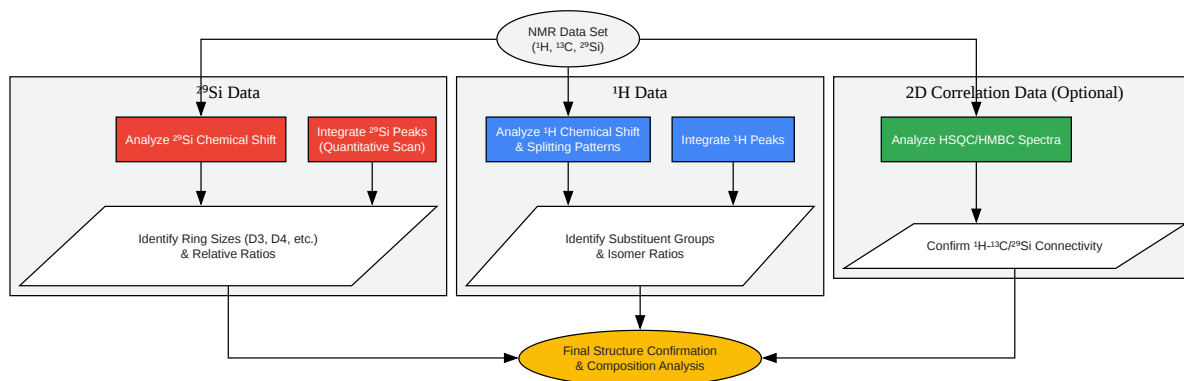 NMR Data Set
(¹H, ¹³C, ²⁹Si)
²⁹Si Data
¹H Data
2D Correlation Data (Optional)
Analyze ²⁹Si Chemical Shift
Integrate ²⁹Si Peaks
(Quantitative Scan)
Analyze ¹H Chemical Shift
& Splitting Patterns
Integrate ¹H Peaks
Analyze HSQC/HMBC Spectra
Identify Ring Sizes (D3, D4, etc.)
& Relative Ratios
Identify Substituent Groups
& Isomer Ratios
Confirm ¹H-¹³C/²⁹Si Connectivity
Final Structure Confirmation
& Composition Analysis